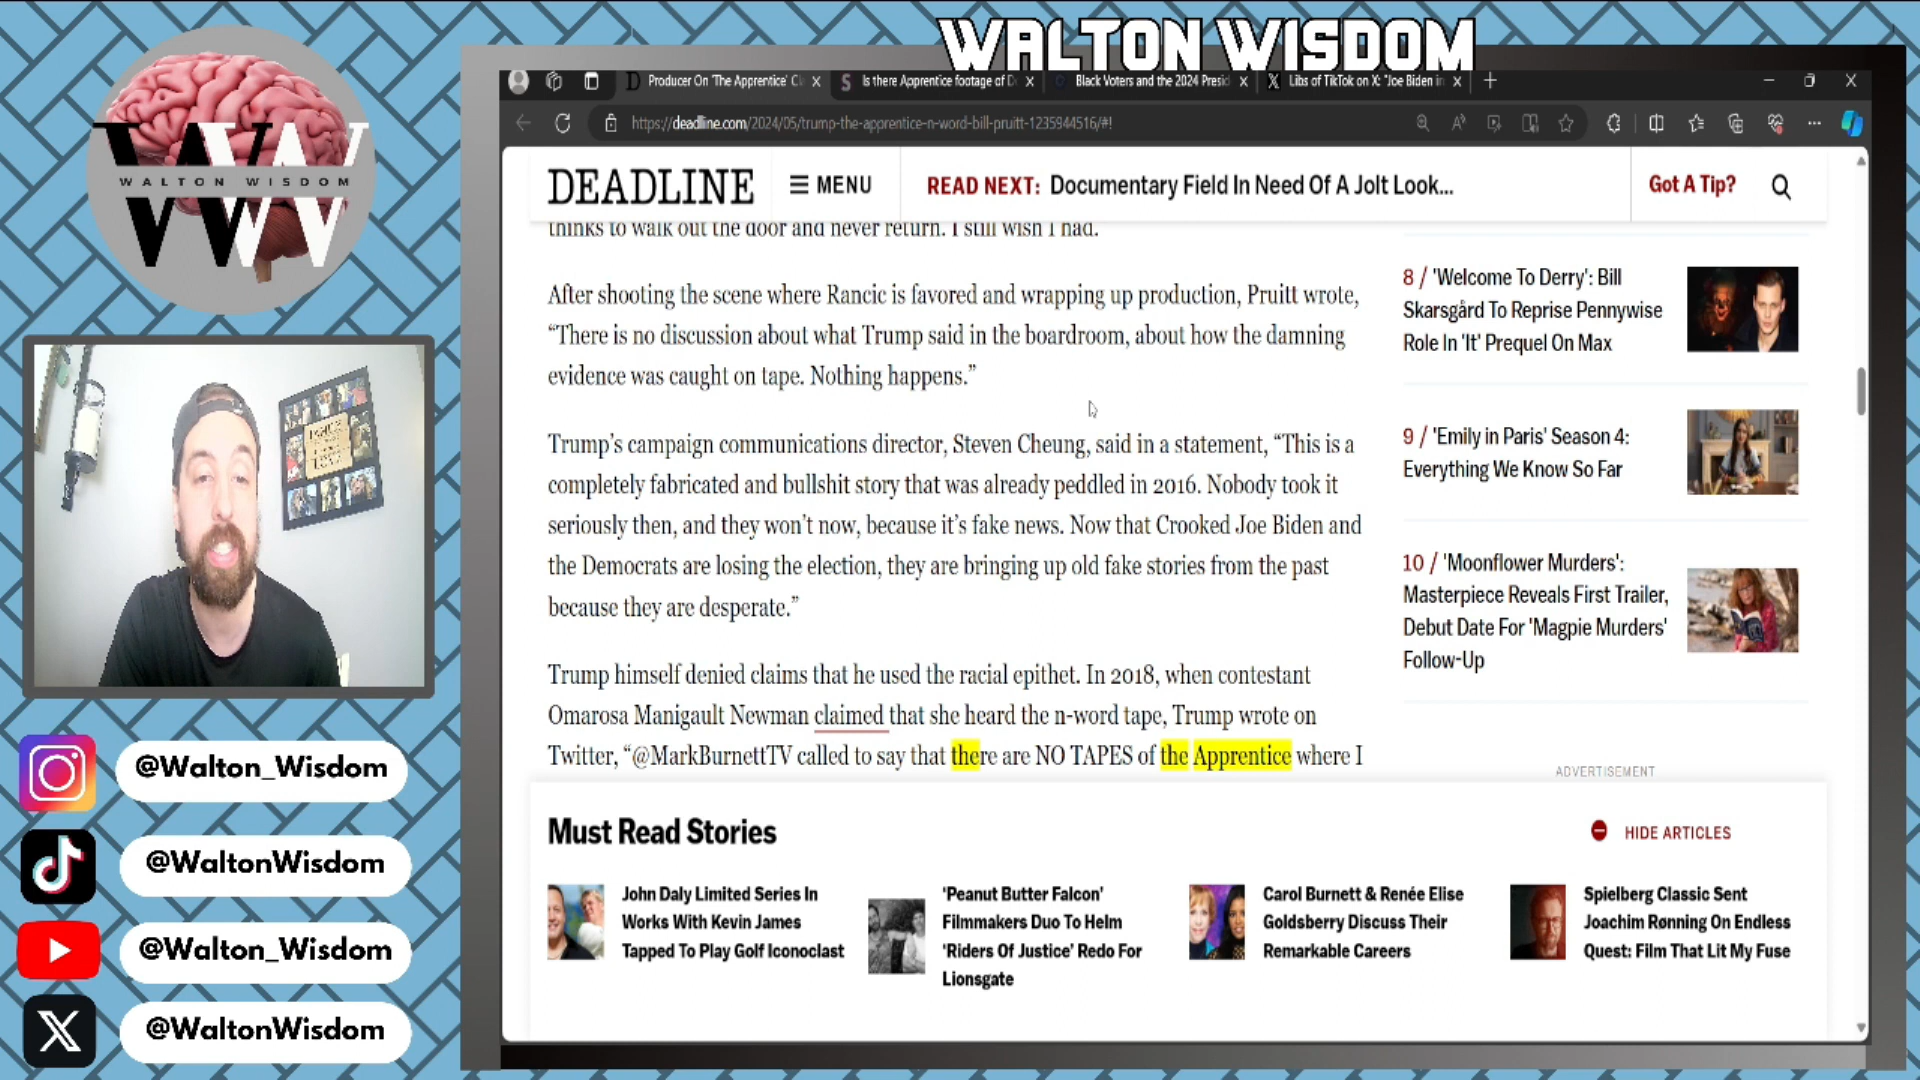 WALTON WISDOM
WALTON WISDOM
Producer On 'The Apprentice' Cl
Is there Apprentice footage of D
Black Voters and the 2024 Presid
Libs of TikTok on X: "Joe Biden in
https://deadline.com/2024/05/trump-the-apprentice-n-word-bill-pruitt-1235944516/#!
DEADLINE
MENU
READ NEXT: Documentary Field In Need Of A Jolt Look...
Got A Tip?
thinks to walk out the door and never return. I still wish I had.
After shooting the scene where Rancic is favored and wrapping up production, Pruitt wrote,
“There is no discussion about what Trump said in the boardroom, about how the damning
evidence was caught on tape. Nothing happens.”
Trump’s campaign communications director, Steven Cheung, said in a statement, “This is a
completely fabricated and bullshit story that was already peddled in 2016. Nobody took it
seriously then, and they won’t now, because it’s fake news. Now that Crooked Joe Biden and
the Democrats are losing the election, they are bringing up old fake stories from the past
because they are desperate.”
Trump himself denied claims that he used the racial epithet. In 2018, when contestant
Omarosa Manigault Newman claimed that she heard the n-word tape, Trump wrote on
Twitter, “@MarkBurnettTV called to say that there are NO TAPES of the Apprentice where I
8 / 'Welcome To Derry': Bill
Skarsgård To Reprise Pennywise
Role In 'It' Prequel On Max
9 / 'Emily in Paris' Season 4:
Everything We Know So Far
10 / 'Moonflower Murders':
Masterpiece Reveals First Trailer,
Debut Date For 'Magpie Murders'
Follow-Up
ADVERTISEMENT
Must Read Stories
HIDE ARTICLES
John Daly Limited Series In
Works With Kevin James
Tapped To Play Golf Iconoclast
'Peanut Butter Falcon'
Filmmakers Duo To Helm
'Riders Of Justice' Redo For
Lionsgate
Carol Burnett & Renée Elise
Goldsberry Discuss Their
Remarkable Careers
Spielberg Classic Sent
Joachim Rønning On Endless
Quest: Film That Lit My Fuse
@Walton_Wisdom
@WaltonWisdom
@Walton_Wisdom
@WaltonWisdom